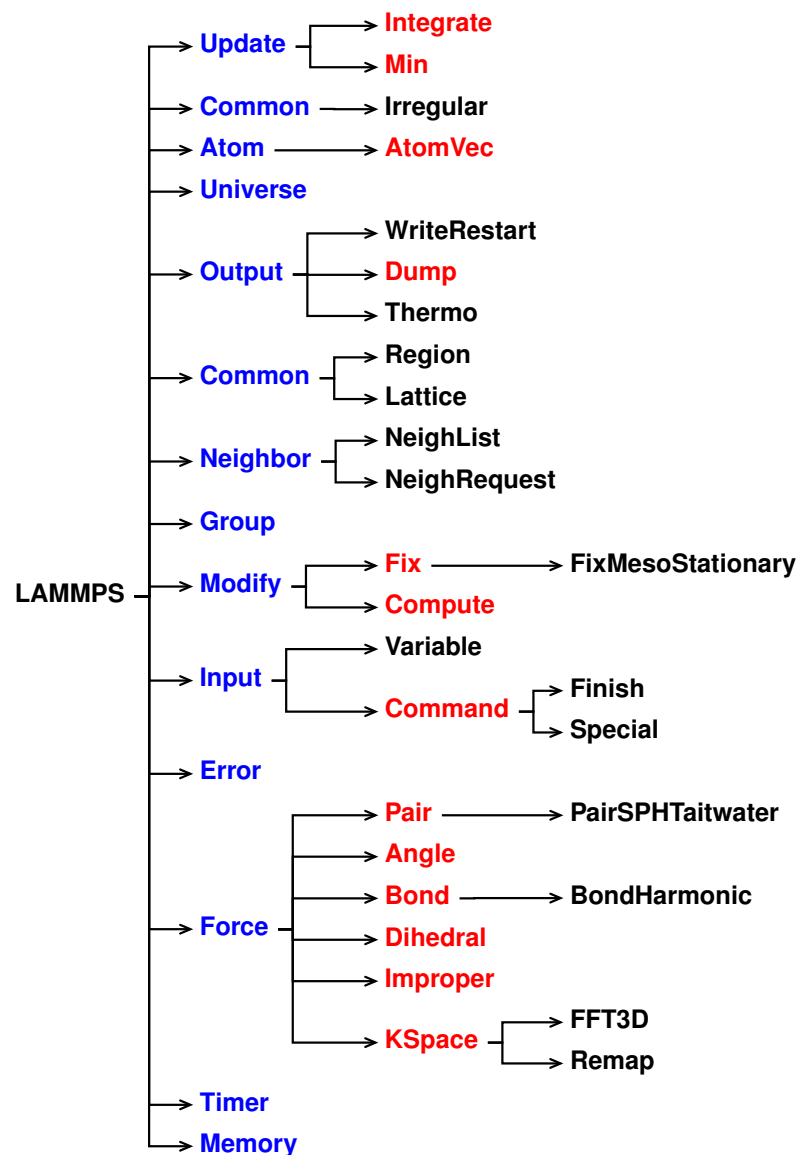 Integrate
Update
Min
Common Irregular
Atom AtomVec
Universe
WriteRestart
Output Dump
Thermo
Region
Common
Lattice
NeighList
Neighbor
NeighRequest
Group
Fix FixMesoStationary
Modify
LAMMPS
Compute
Variable
Input
Finish
Command
Special
Error
Pair PairSPHTaitwater
Angle
Bond BondHarmonic
Force
Dihedral
Improper
FFT3D
KSpace
Remap
Timer
Memory